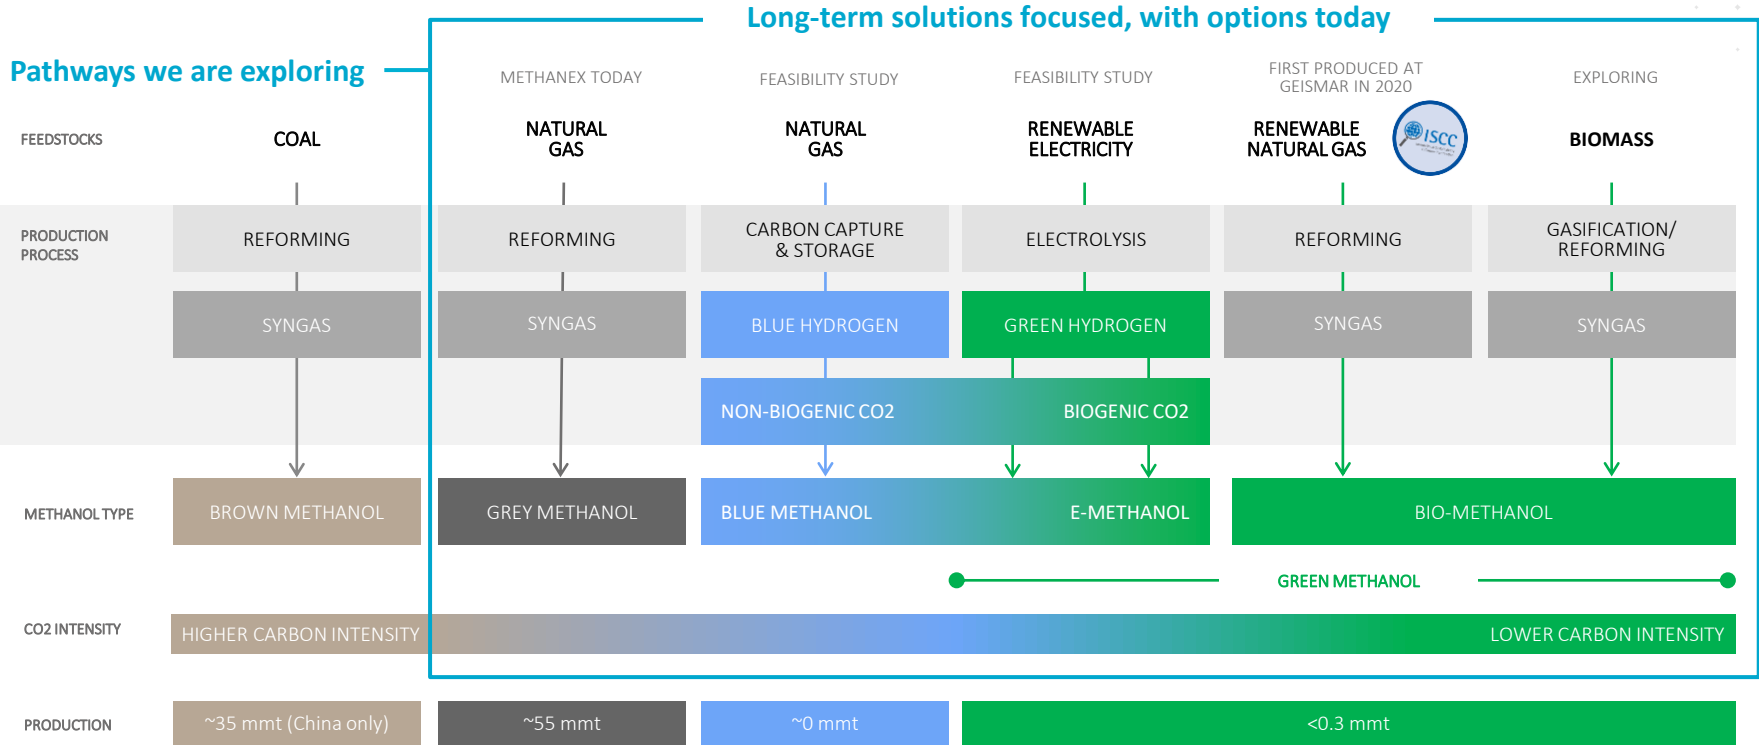 Long-term solutions focused, with options today
Pathways we are exploring
METHANEX TODAY
FEASIBILITY STUDY
FEASIBILITY STUDY
FIRST PRODUCED AT
GEISMAR IN 2020
EXPLORING
FEEDSTOCKS
COAL
NATURAL
GAS
NATURAL
GAS
RENEWABLE
ELECTRICITY
RENEWABLE
NATURAL GAS
ISCC
BIOMASS
PRODUCTION
PROCESS
REFORMING
REFORMING
CARBON CAPTURE
& STORAGE
ELECTROLYSIS
REFORMING
GASIFICATION/
REFORMING
SYNGAS
SYNGAS
BLUE HYDROGEN
GREEN HYDROGEN
SYNGAS
SYNGAS
NON-BIOGENIC CO2
BIOGENIC CO2
METHANOL TYPE
BROWN METHANOL
GREY METHANOL
BLUE METHANOL
E-METHANOL
BIO-METHANOL
GREEN METHANOL
CO2 INTENSITY
HIGHER CARBON INTENSITY
LOWER CARBON INTENSITY
PRODUCTION
~35 mmt (China only)
~55 mmt
~0 mmt
<0.3 mmt